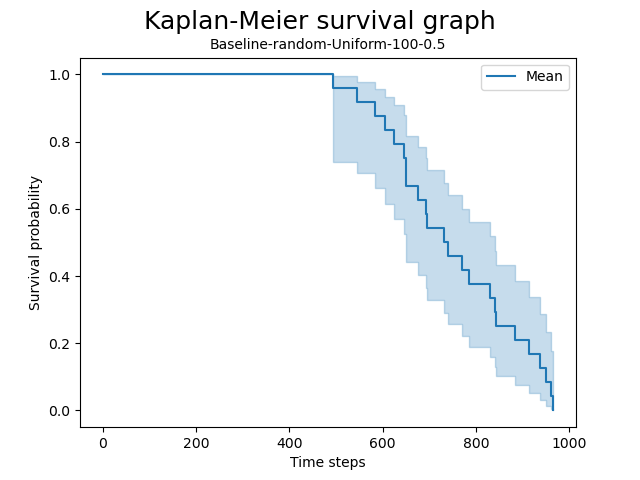 Kaplan-Meier survival graph
Baseline-random-Uniform-100-0.5
Mean
Survival probability
1.0
0.8
0.6
0.4
0.2
0.0
0 200 400 600 800 1000
Time steps